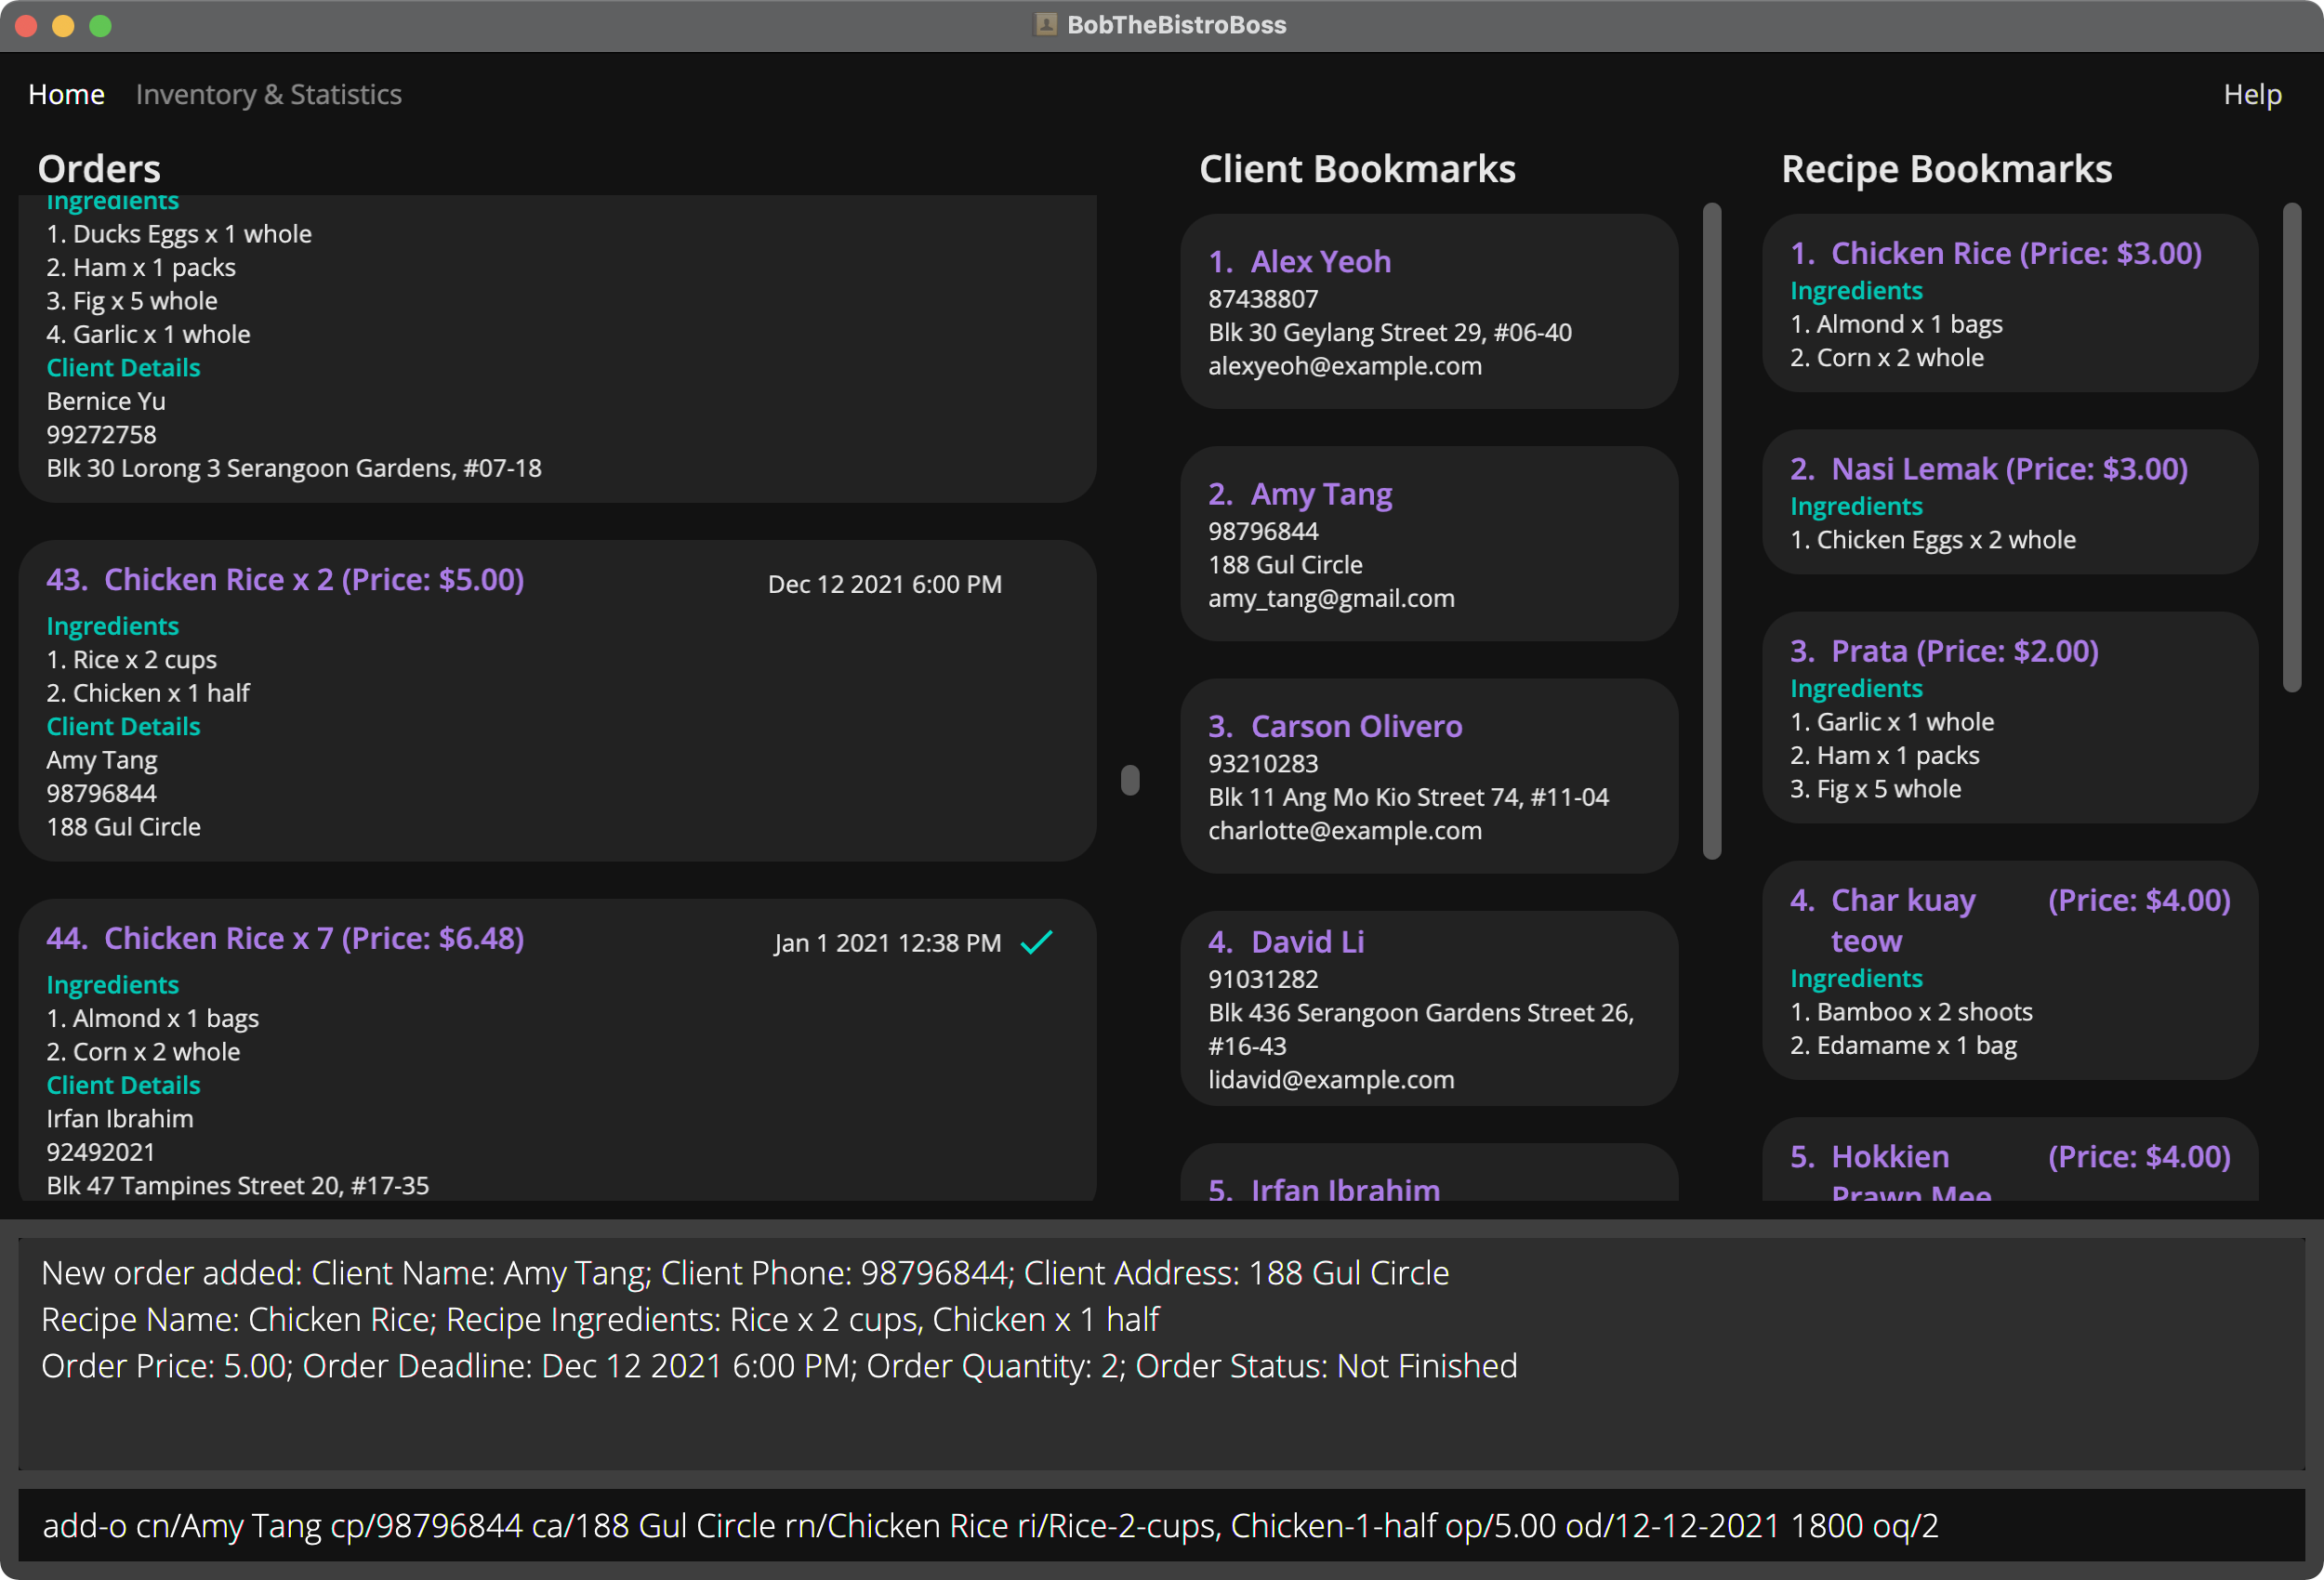 BobTheBistroBoss
Home
Inventory & Statistics
Help
Orders
Ingredients
1. Ducks Eggs x 1 whole
2. Ham x 1 packs
3. Fig x 5 whole
4. Garlic x 1 whole
Client Details
Bernice Yu
99272758
Blk 30 Lorong 3 Serangoon Gardens, #07-18
43. Chicken Rice x 2 (Price: $5.00)
Dec 12 2021 6:00 PM
Ingredients
1. Rice x 2 cups
2. Chicken x 1 half
Client Details
Amy Tang
98796844
188 Gul Circle
44. Chicken Rice x 7 (Price: $6.48)
Jan 1 2021 12:38 PM
Ingredients
1. Almond x 1 bags
2. Corn x 2 whole
Client Details
Irfan Ibrahim
92492021
Blk 47 Tampines Street 20, #17-35
Client Bookmarks
1. Alex Yeoh
87438807
Blk 30 Geylang Street 29, #06-40
alexyeoh@example.com
2. Amy Tang
98796844
188 Gul Circle
amy_tang@gmail.com
3. Carson Olivero
93210283
Blk 11 Ang Mo Kio Street 74, #11-04
charlotte@example.com
4. David Li
91031282
Blk 436 Serangoon Gardens Street 26,
#16-43
lidavid@example.com
5. Irfan Ibrahim
Recipe Bookmarks
1. Chicken Rice (Price: $3.00)
Ingredients
1. Almond x 1 bags
2. Corn x 2 whole
2. Nasi Lemak (Price: $3.00)
Ingredients
1. Chicken Eggs x 2 whole
3. Prata (Price: $2.00)
Ingredients
1. Garlic x 1 whole
2. Ham x 1 packs
3. Fig x 5 whole
4. Char kuay (Price: $4.00)
teow
Ingredients
1. Bamboo x 2 shoots
2. Edamame x 1 bag
5. Hokkien (Price: $4.00)
Prawn Mee
New order added: Client Name: Amy Tang; Client Phone: 98796844; Client Address: 188 Gul Circle
Recipe Name: Chicken Rice; Recipe Ingredients: Rice x 2 cups, Chicken x 1 half
Order Price: 5.00; Order Deadline: Dec 12 2021 6:00 PM; Order Quantity: 2; Order Status: Not Finished
add-o cn/Amy Tang cp/98796844 ca/188 Gul Circle rn/Chicken Rice ri/Rice-2-cups, Chicken-1-half op/5.00 od/12-12-2021 1800 oq/2